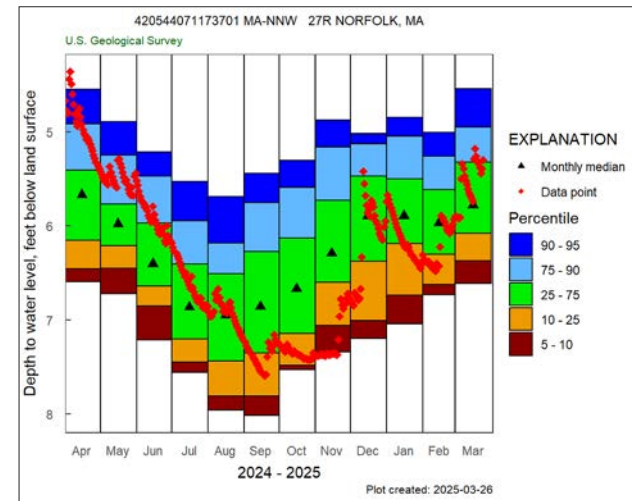 420544071173701 MA-NNW 27R NORFOLK, MA
U.S. Geological Survey
Depth to water level, feet below land surface
5
6
7
8
Apr May Jun Jul Aug Sep Oct Nov Dec Jan Feb Mar
2024 - 2025
EXPLANATION
Monthly median
Data point
Percentile
90 - 95
75 - 90
25 - 75
10 - 25
5 - 10
Plot created: 2025-03-26